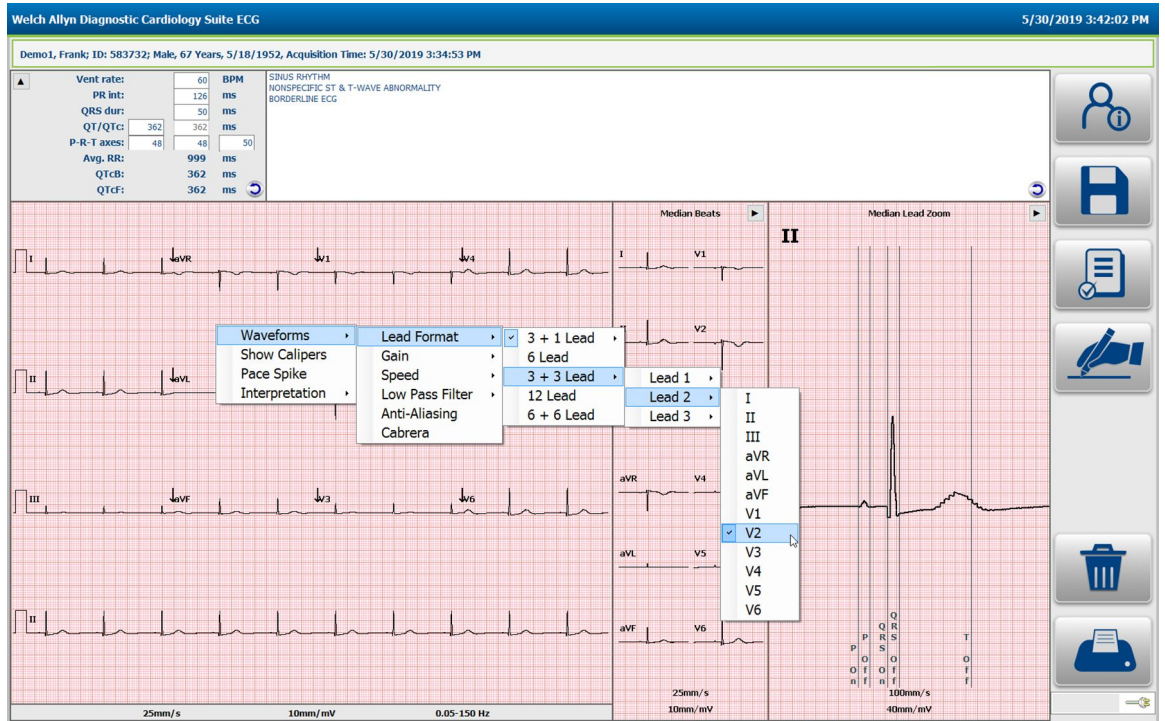 Welch Allyn Diagnostic Cardiology Suite ECG
5/30/2019 3:42:02 PM
Demo1, Frank; ID: 583732; Male, 67 Years, 5/18/1952, Acquisition Time: 5/30/2019 3:34:53 PM
Vent rate: 60 BPM
PR int: 126 ms
QRS dur: 50 ms
QT/QTc: 362 362 ms
P-R-T axes: 48 48 50
Avg. RR: 999 ms
QTcB: 362 ms
QTcF: 362 ms
SINUS RHYTHM
NONSPECIFIC ST & T-WAVE ABNORMALITY
BORDERLINE ECG
I aVR V1 V4
II aVL
III aVF V3 V6
II
25mm/s 10mm/mV 0.05-150 Hz
Waveforms
Show Calipers
Pace Spike
Interpretation
Lead Format
Gain
Speed
Low Pass Filter
Anti-Aliasing
Cabrera
3 + 1 Lead
6 Lead
3 + 3 Lead
12 Lead
6 + 6 Lead
Lead 1
Lead 2
Lead 3
I
II
III
aVR
aVL
aVF
V1
V2
V3
V4
V5
V6
Median Beats
I V1
V2
aVR V4
aVL V5
aVF V6
25mm/s
10mm/mV
Median Lead Zoom
II
P On
P Off
QRS On
QRS Off
T Off
100mm/s
40mm/mV